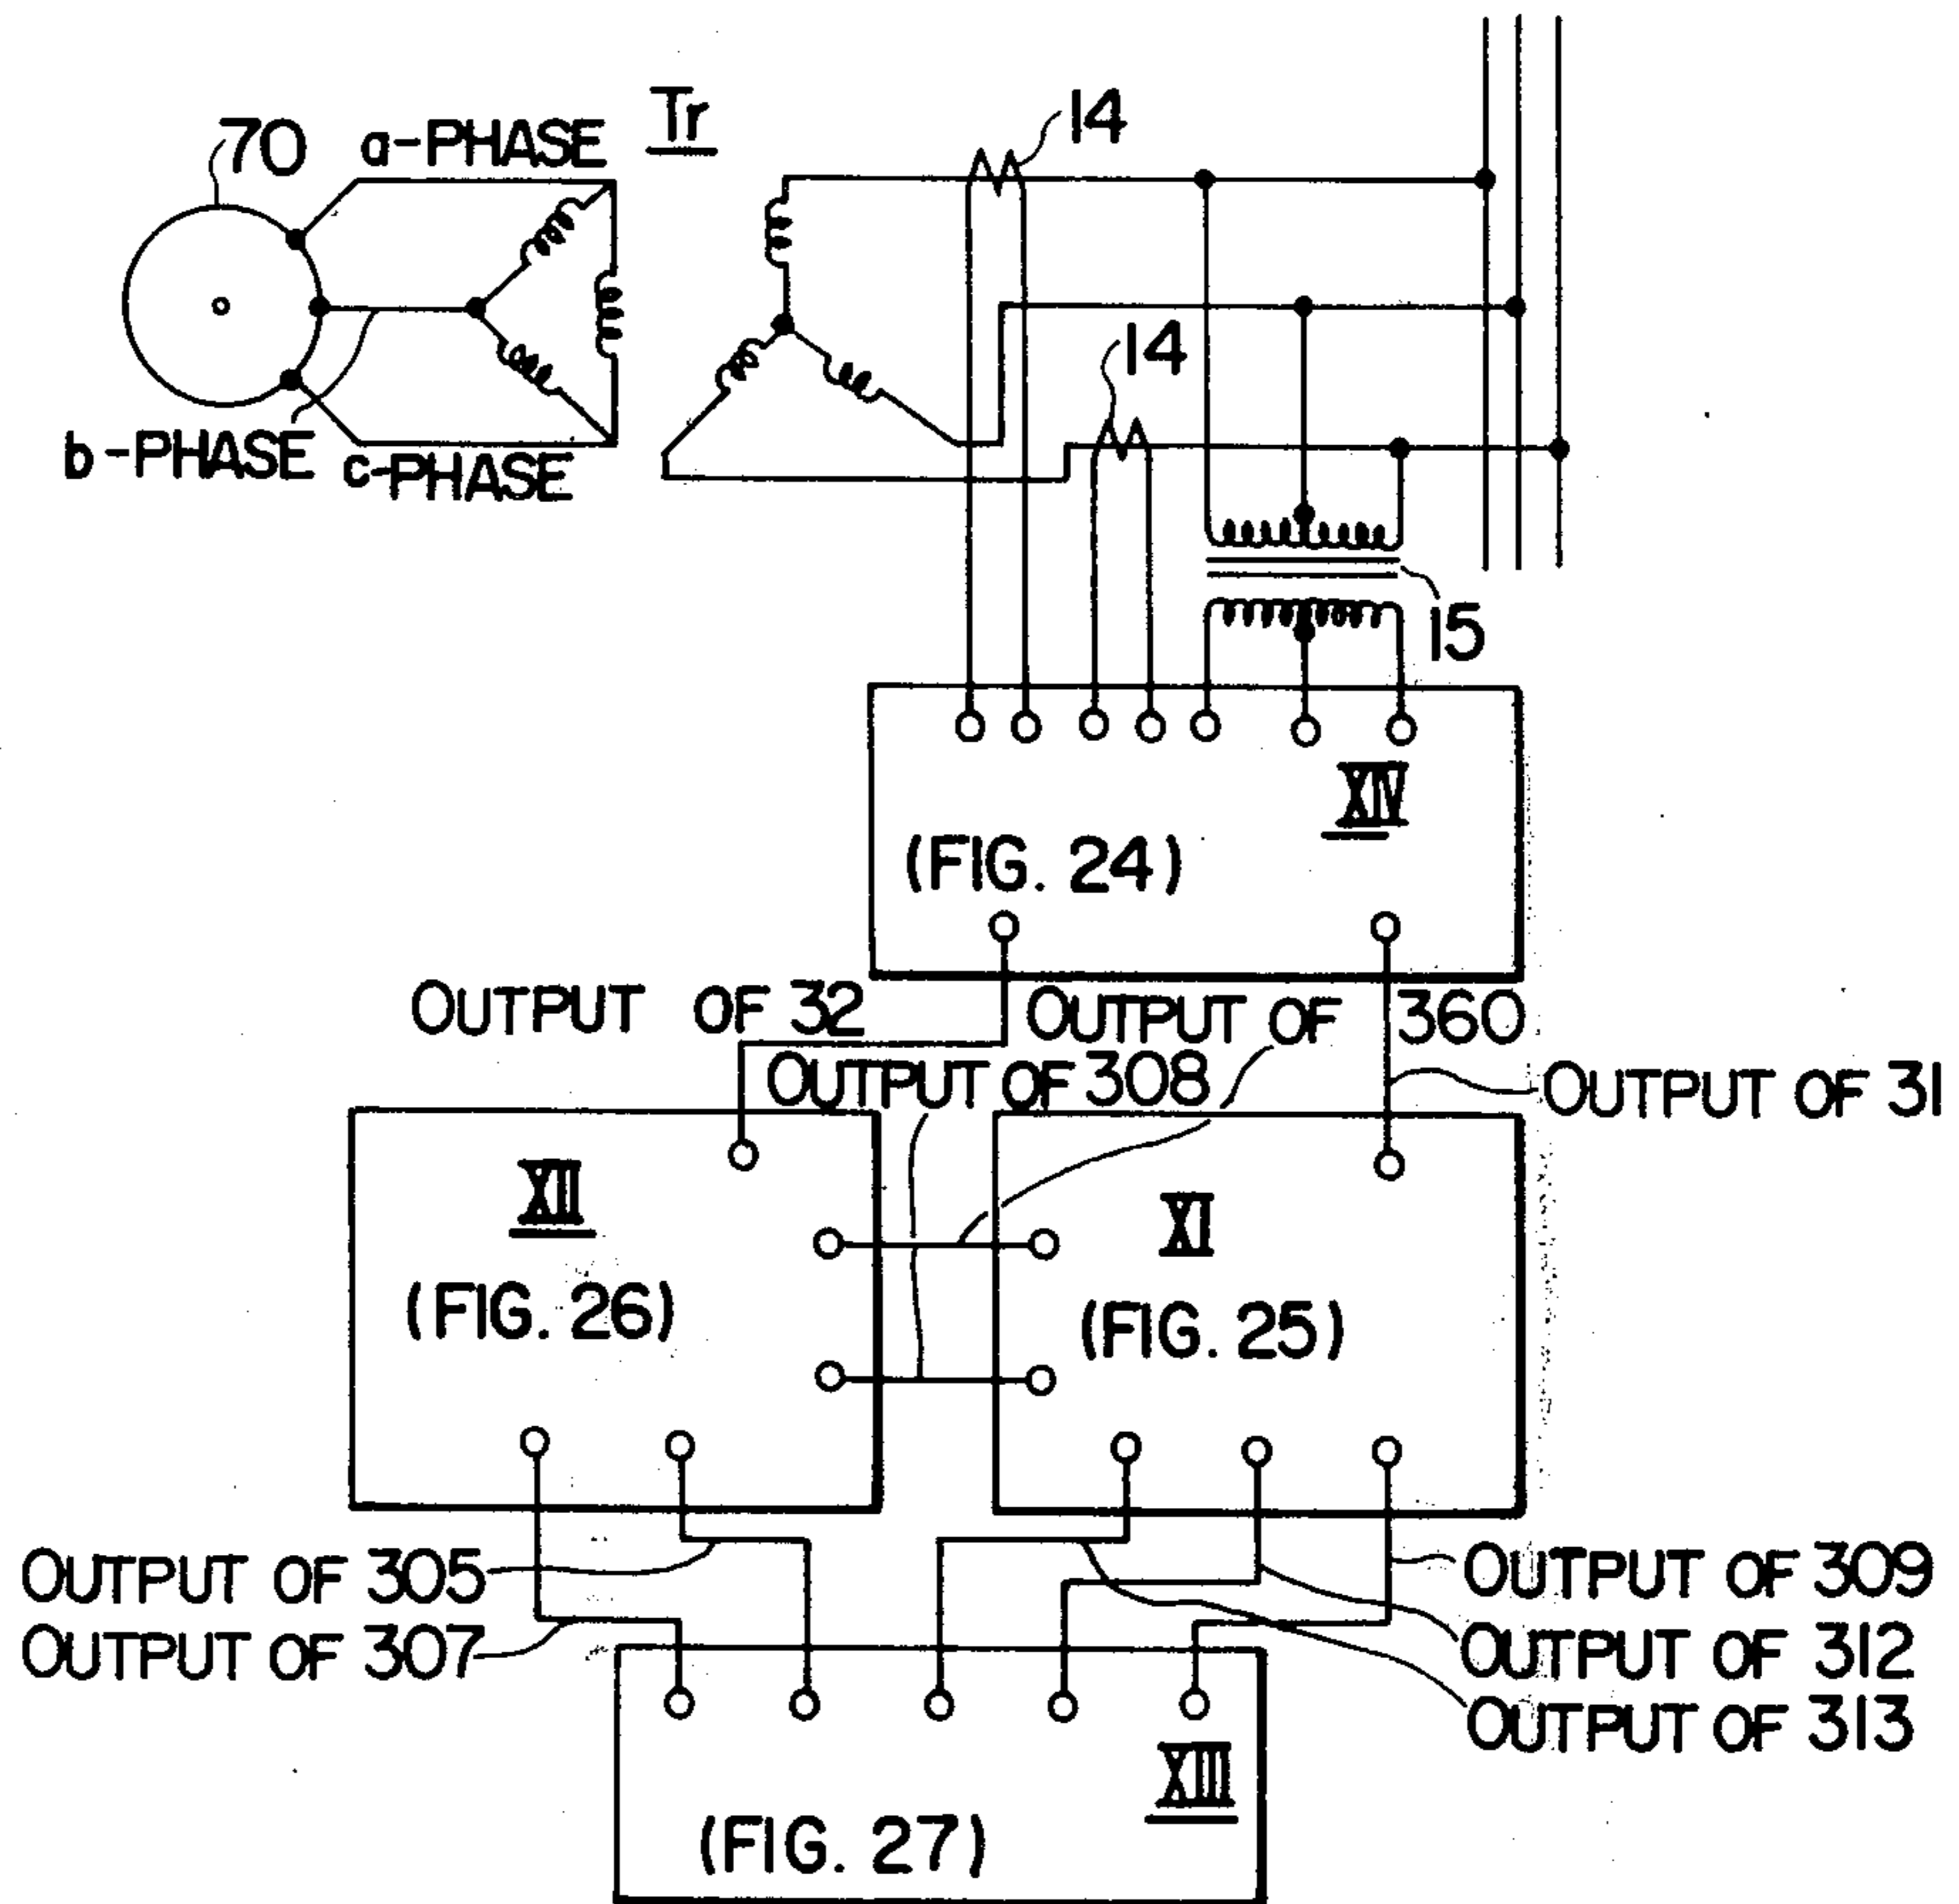 Tr
14
70
a-PHASE
14
b-PHASE
c-PHASE
15
XIV
(FIG. 24)
OUTPUT OF 32
OUTPUT OF 360
OUTPUT OF 308
OUTPUT OF 31
XII
XI
(FIG. 26)
(FIG. 25)
OUTPUT OF 305
OUTPUT OF 309
OUTPUT OF 307
OUTPUT OF 312
OUTPUT OF 313
XIII
(FIG. 27)